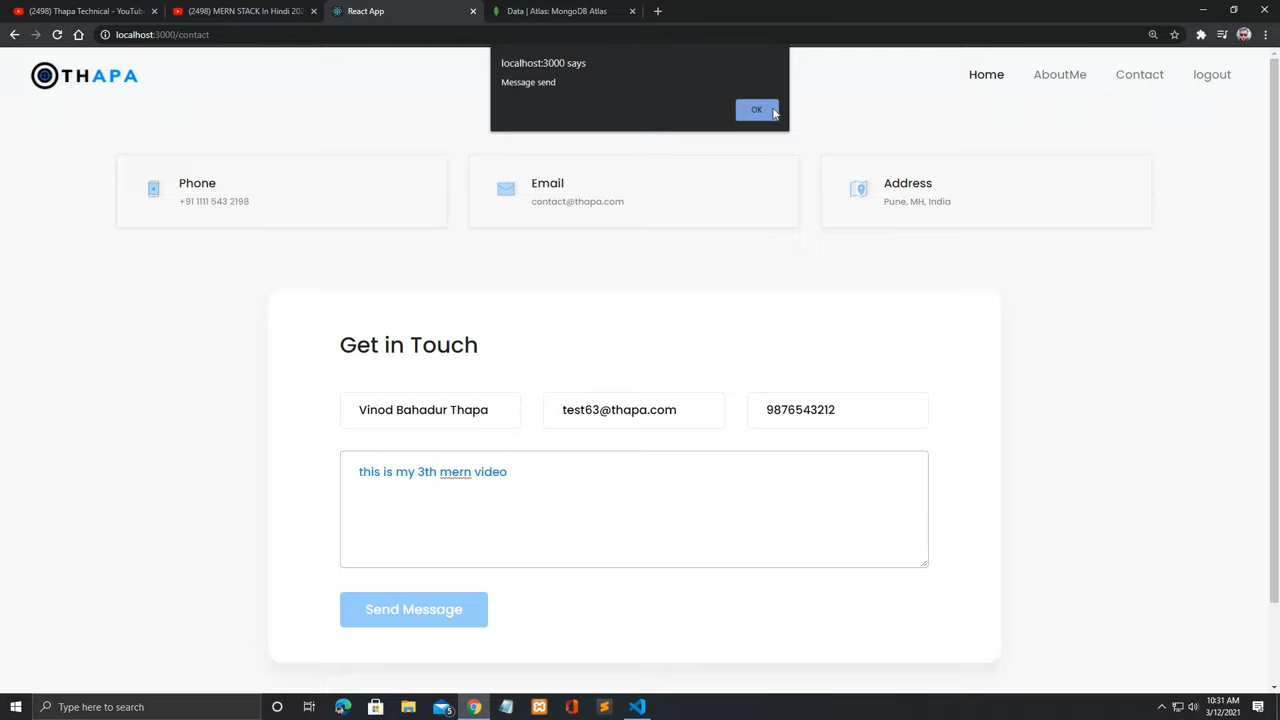 (2498) Thapa Technical - YouTub
(2498) MERN STACK In Hindi 202
React App
Data | Atlas: MongoDB Atlas
localhost:3000/contact
THAPA
Home
AboutMe
Contact
logout
localhost:3000 says
Message send
OK
Phone
+91 1111 543 2198
Email
contact@thapa.com
Address
Pune, MH, India
Get in Touch
Vinod Bahadur Thapa
test63@thapa.com
9876543212
this is my 3th mern video
Send Message
Type here to search
5
10:31 AM
3/12/2021